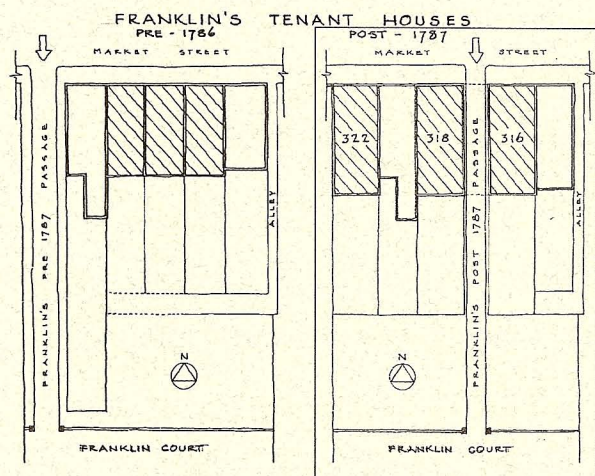 FRANKLIN'S TENANT HOUSES
PRE - 1786
MARKET STREET
FRANKLIN'S PRE 1787 PASSAGE
ALLEY
N
FRANKLIN COURT
POST - 1787
MARKET STREET
322
318
316
FRANKLIN'S POST 1787 PASSAGE
ALLEY
N
FRANKLIN COURT